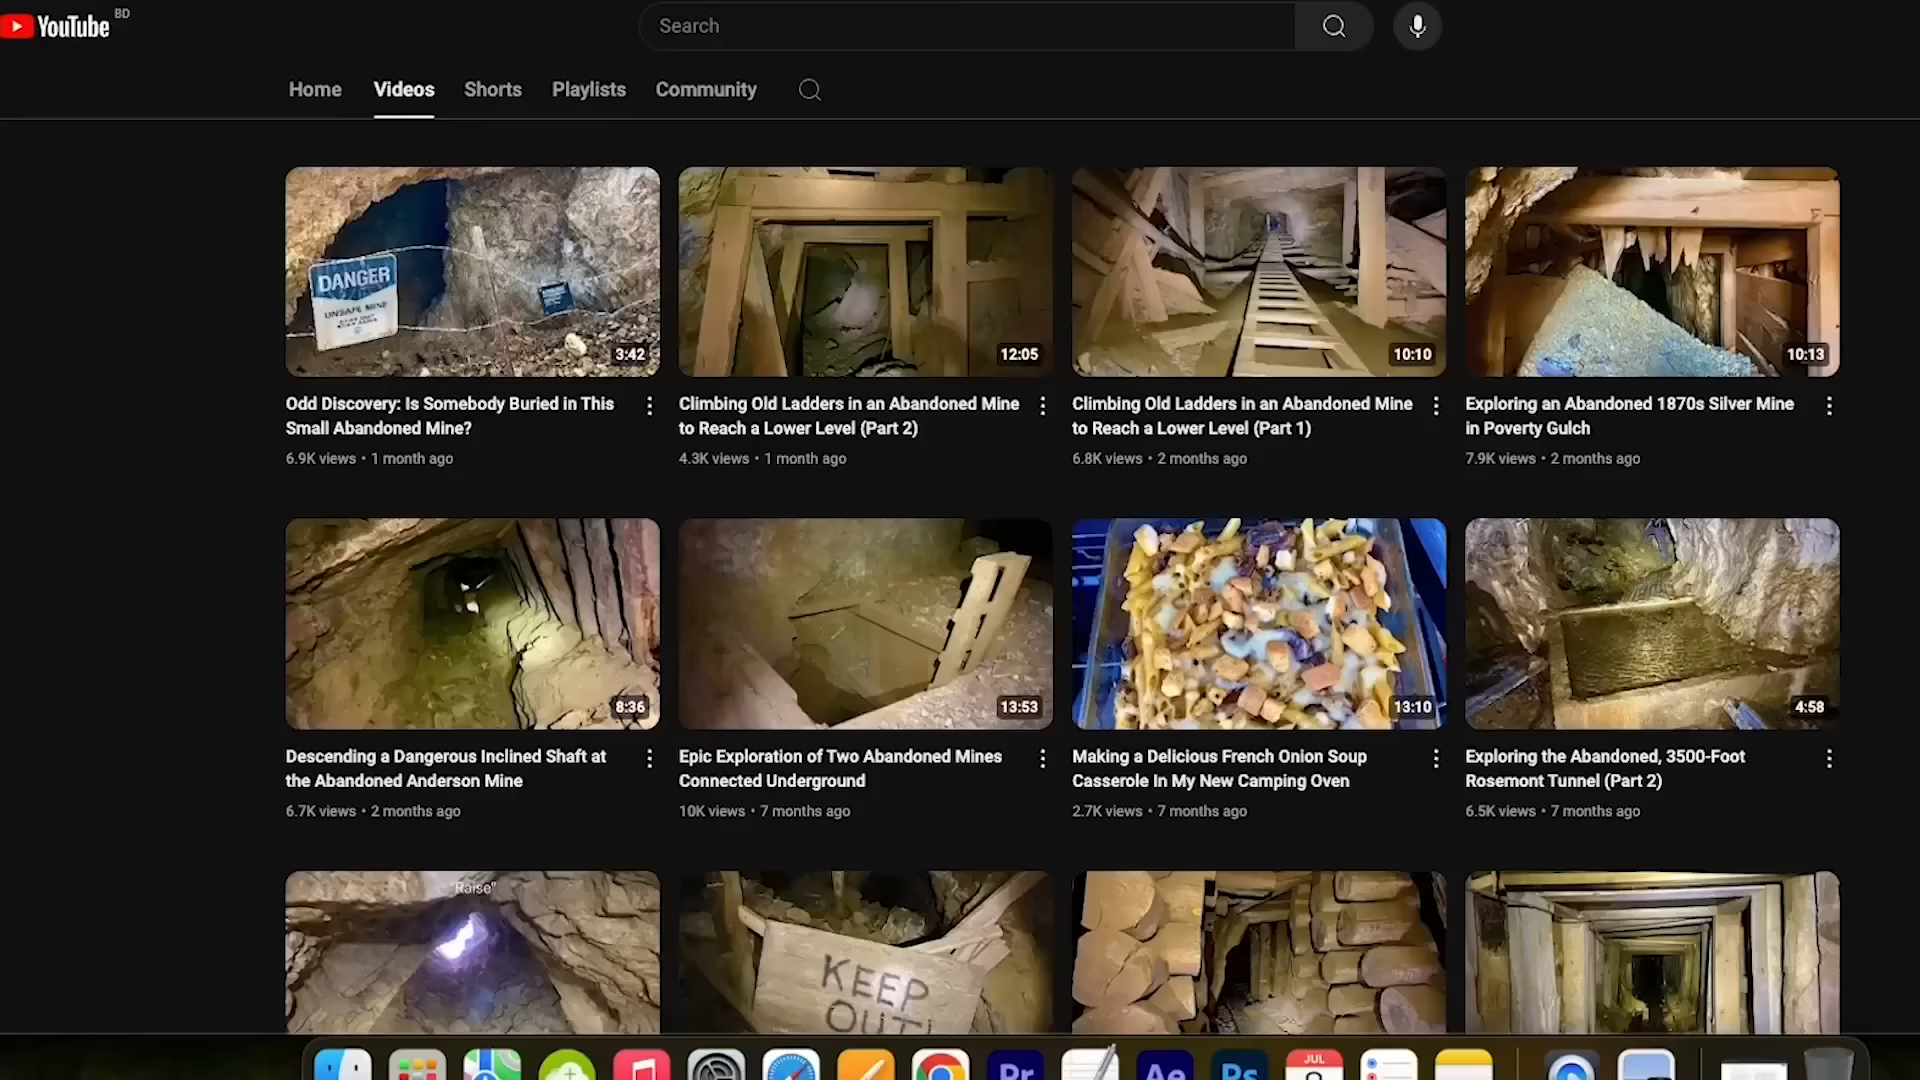 YouTube BD
Search
Home Videos Shorts Playlists Community
DANGER
UNSAFE MINE
3:42
12:05
10:10
10:13
Odd Discovery: Is Somebody Buried in This
Small Abandoned Mine?
6.9K views • 1 month ago
Climbing Old Ladders in an Abandoned Mine
to Reach a Lower Level (Part 2)
4.3K views • 1 month ago
Climbing Old Ladders in an Abandoned Mine
to Reach a Lower Level (Part 1)
6.8K views • 2 months ago
Exploring an Abandoned 1870s Silver Mine
in Poverty Gulch
7.9K views • 2 months ago
8:36
13:53
13:10
4:58
Descending a Dangerous Inclined Shaft at
the Abandoned Anderson Mine
6.7K views • 2 months ago
Epic Exploration of Two Abandoned Mines
Connected Underground
10K views • 7 months ago
Making a Delicious French Onion Soup
Casserole In My New Camping Oven
2.7K views • 7 months ago
Exploring the Abandoned, 3500-Foot
Rosemont Tunnel (Part 2)
6.5K views • 7 months ago
"Raise"
KEEP
OUT!
Pr
Ae
Ps
JUL